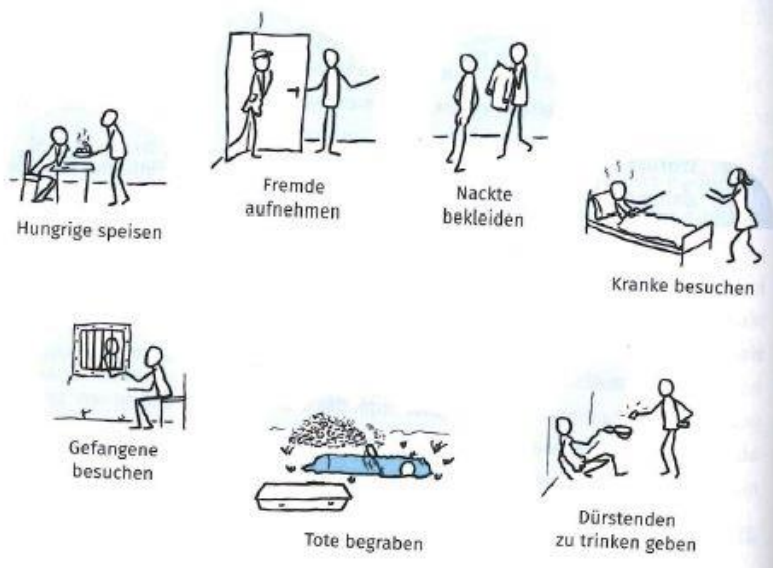 Fremde
aufnehmen
Nackte
bekleiden
Hungrige speisen
Kranke besuchen
Gefangene
besuchen
Tote begraben
Dürstenden
zu trinken geben